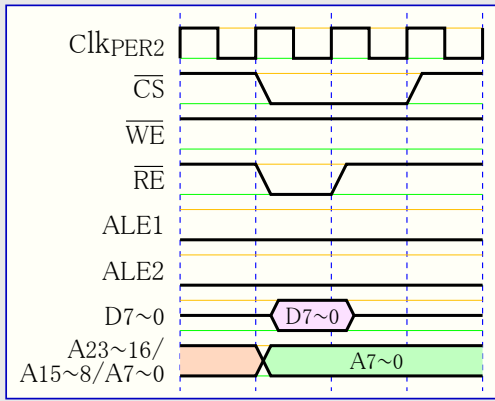 ClkPER2
CS
WE
RE
ALE1
ALE2
D7~0 D7~0
A23~16/
A15~8/A7~0 A7~0